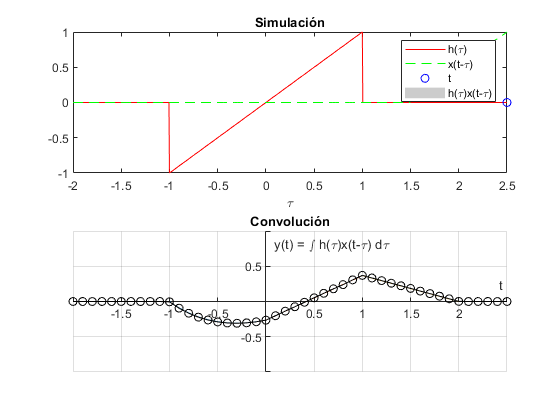 Simulación
1
0.5
0
-0.5
-1
h(τ)
x(t-τ)
t
h(τ)x(t-τ)
-2 -1.5 -1 -0.5 0 0.5 1 1.5 2 2.5
τ
Convolución
y(t) = ∫ h(τ)x(t-τ) dτ
0.5
t
-1.5 -1 -0.5 0.5 1 1.5 2
-0.5